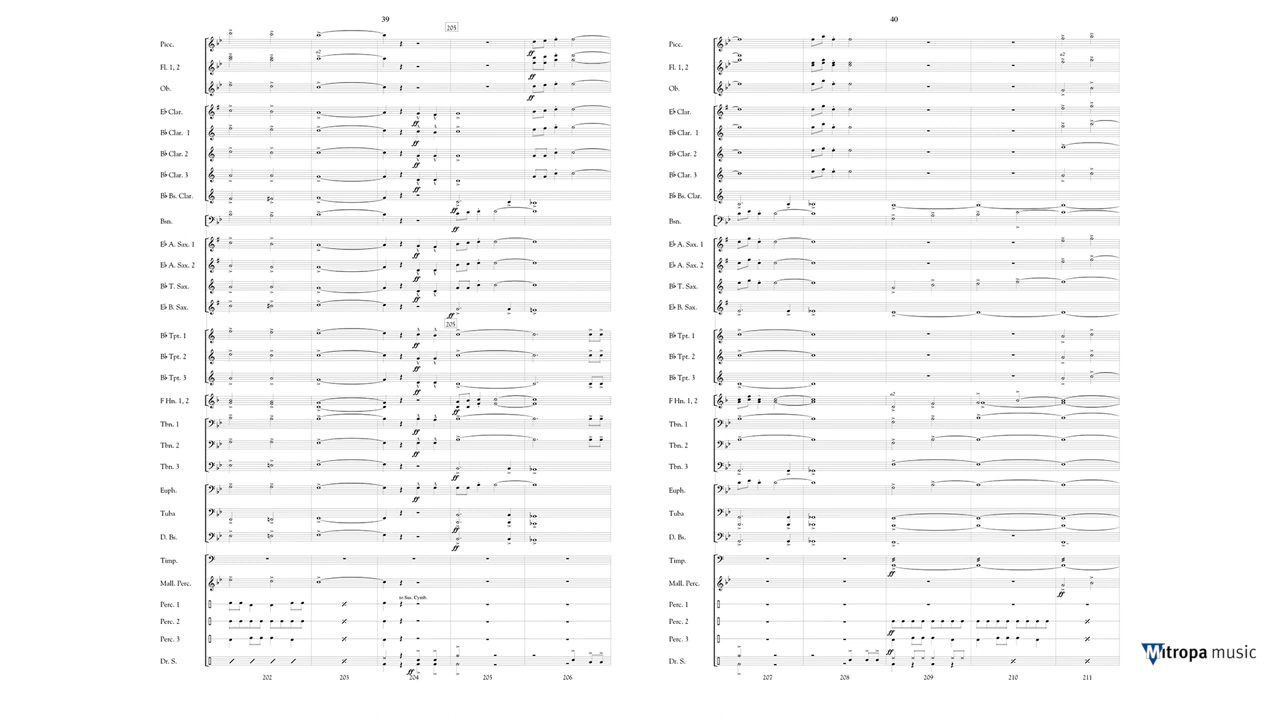 39
205
Picc.
Fl. 1, 2
Ob.
E♭ Clar.
B♭ Clar. 1
B♭ Clar. 2
B♭ Clar. 3
B♭ Bs. Clar.
Bsn.
E♭ A. Sax. 1
E♭ A. Sax. 2
B♭ T. Sax.
E♭ B. Sax.
205
B♭ Tpt. 1
B♭ Tpt. 2
B♭ Tpt. 3
F Hn. 1, 2
Tbn. 1
Tbn. 2
Tbn. 3
Euph.
Tuba
D. Bs.
Timp.
Mall. Perc.
to Sus. Cymb.
Perc. 1
Perc. 2
Perc. 3
Dr. S.
202 203 204 205 206
40
Picc.
Fl. 1, 2
Ob.
E♭ Clar.
B♭ Clar. 1
B♭ Clar. 2
B♭ Clar. 3
B♭ Bs. Clar.
Bsn.
E♭ A. Sax. 1
E♭ A. Sax. 2
B♭ T. Sax.
E♭ B. Sax.
B♭ Tpt. 1
B♭ Tpt. 2
B♭ Tpt. 3
F Hn. 1, 2
Tbn. 1
Tbn. 2
Tbn. 3
Euph.
Tuba
D. Bs.
Timp.
Mall. Perc.
Perc. 1
Perc. 2
Perc. 3
Dr. S.
207 208 209 210 211
Mitropa music